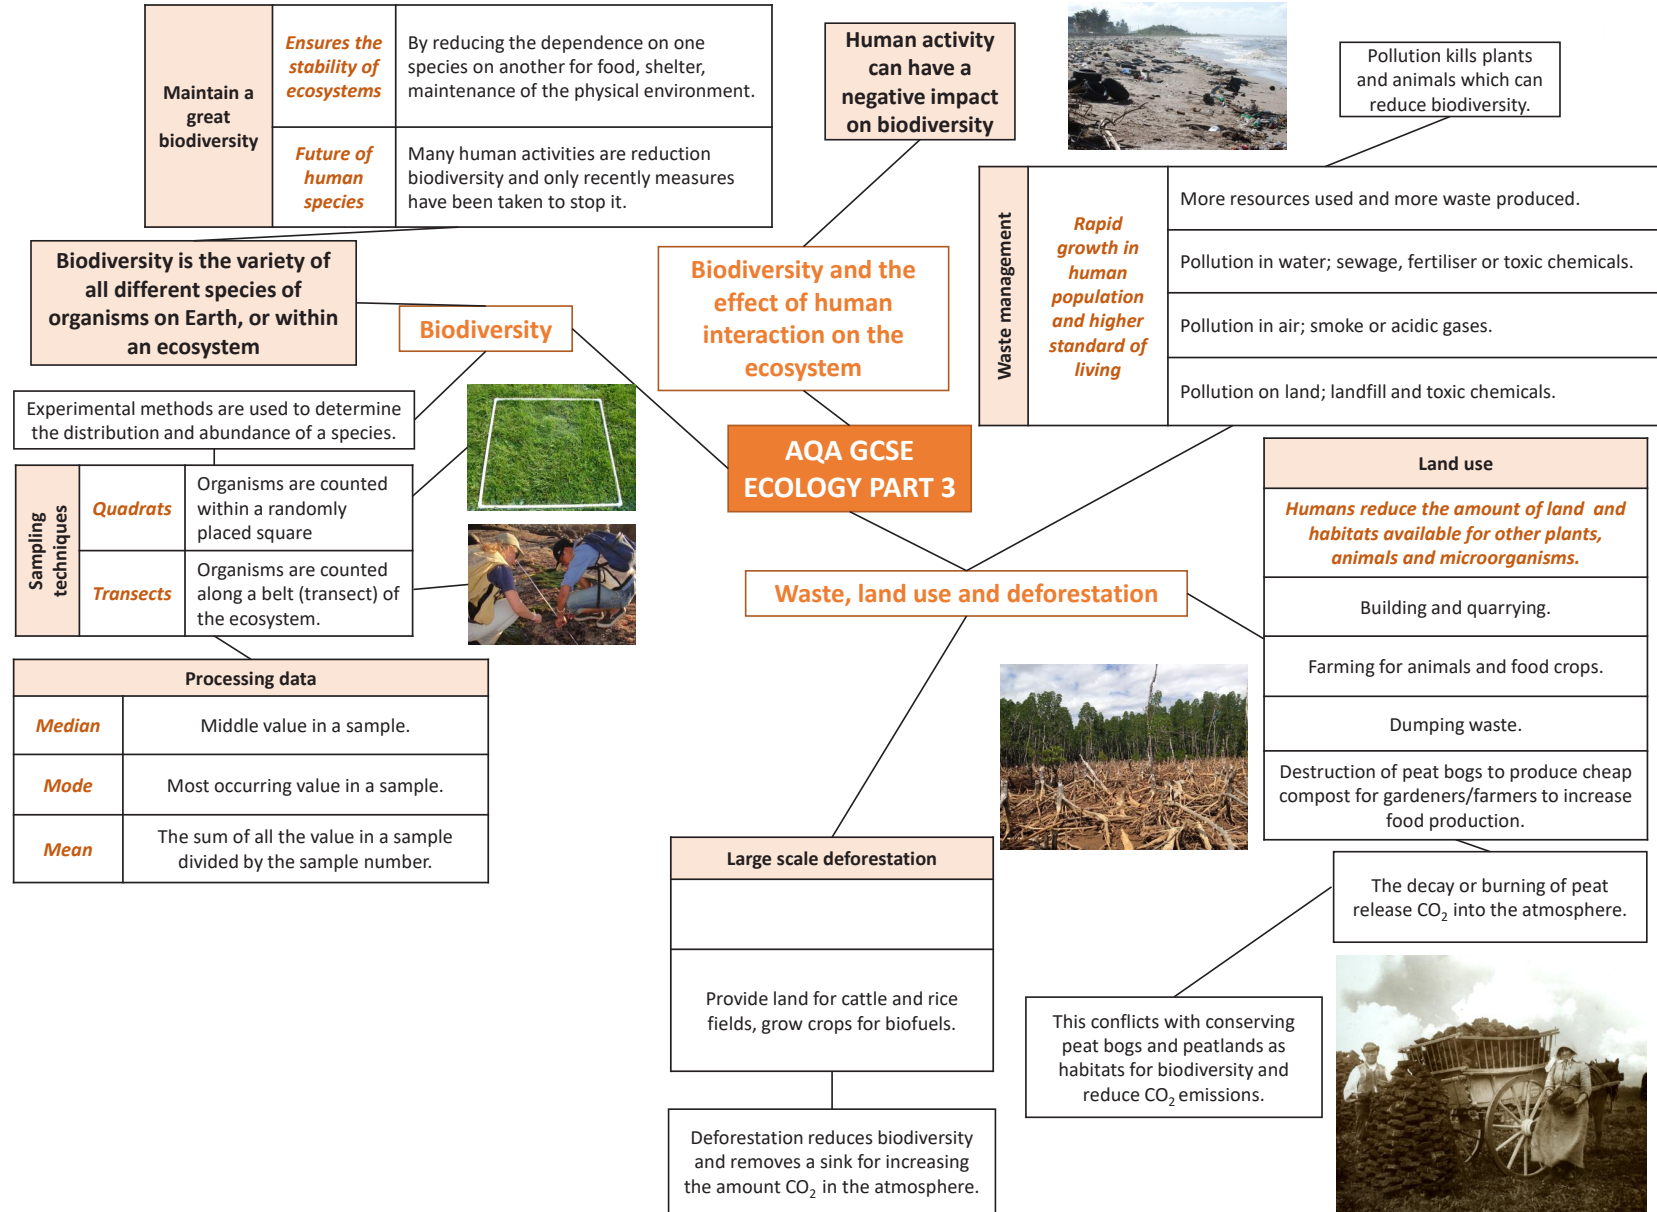 Maintain a
great
biodiversity
Ensures the
stability of
ecosystems
By reducing the dependence on one
species on another for food, shelter,
maintenance of the physical environment.
Future of
human
species
Many human activities are reduction
biodiversity and only recently measures
have been taken to stop it.
Biodiversity is the variety of
all different species of
organisms on Earth, or within
an ecosystem
Biodiversity
Experimental methods are used to determine
the distribution and abundance of a species.
Sampling
techniques
Quadrats
Organisms are counted
within a randomly
placed square
Transects
Organisms are counted
along a belt (transect) of
the ecosystem.
Processing data
Median
Middle value in a sample.
Mode
Most occurring value in a sample.
Mean
The sum of all the value in a sample
divided by the sample number.
Human activity
can have a
negative impact
on biodiversity
Biodiversity and the
effect of human
interaction on the
ecosystem
AQA GCSE
ECOLOGY PART 3
Waste, land use and deforestation
Pollution kills plants
and animals which can
reduce biodiversity.
Waste management
Rapid
growth in
human
population
and higher
standard of
living
More resources used and more waste produced.
Pollution in water; sewage, fertiliser or toxic chemicals.
Pollution in air; smoke or acidic gases.
Pollution on land; landfill and toxic chemicals.
Land use
Humans reduce the amount of land and
habitats available for other plants,
animals and microorganisms.
Building and quarrying.
Farming for animals and food crops.
Dumping waste.
Destruction of peat bogs to produce cheap
compost for gardeners/farmers to increase
food production.
The decay or burning of peat
release CO₂ into the atmosphere.
This conflicts with conserving
peat bogs and peatlands as
habitats for biodiversity and
reduce CO₂ emissions.
Large scale deforestation
Provide land for cattle and rice
fields, grow crops for biofuels.
Deforestation reduces biodiversity
and removes a sink for increasing
the amount CO₂ in the atmosphere.